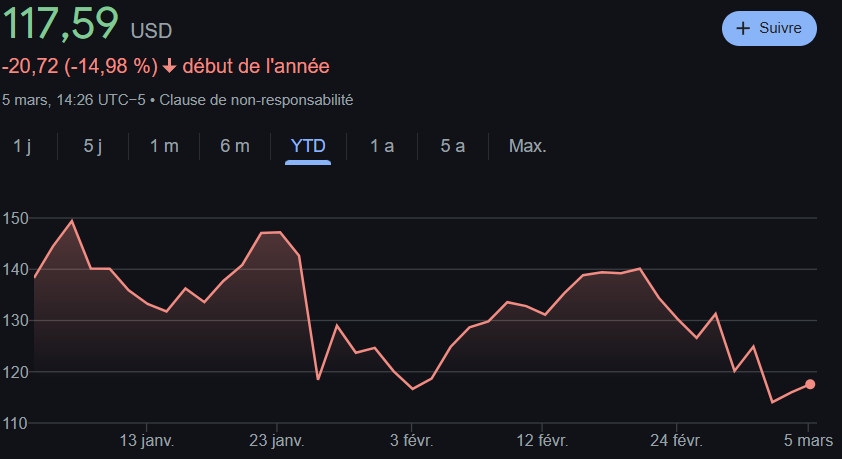 117,59 USD
+ Suivre
-20,72 (-14,98 %) ↓ début de l'année
5 mars, 14:26 UTC−5 • Clause de non-responsabilité
1 j 5 j 1 m 6 m YTD 1 a 5 a Max.
150
140
130
120
110
13 janv. 23 janv. 3 févr. 12 févr. 24 févr. 5 mars